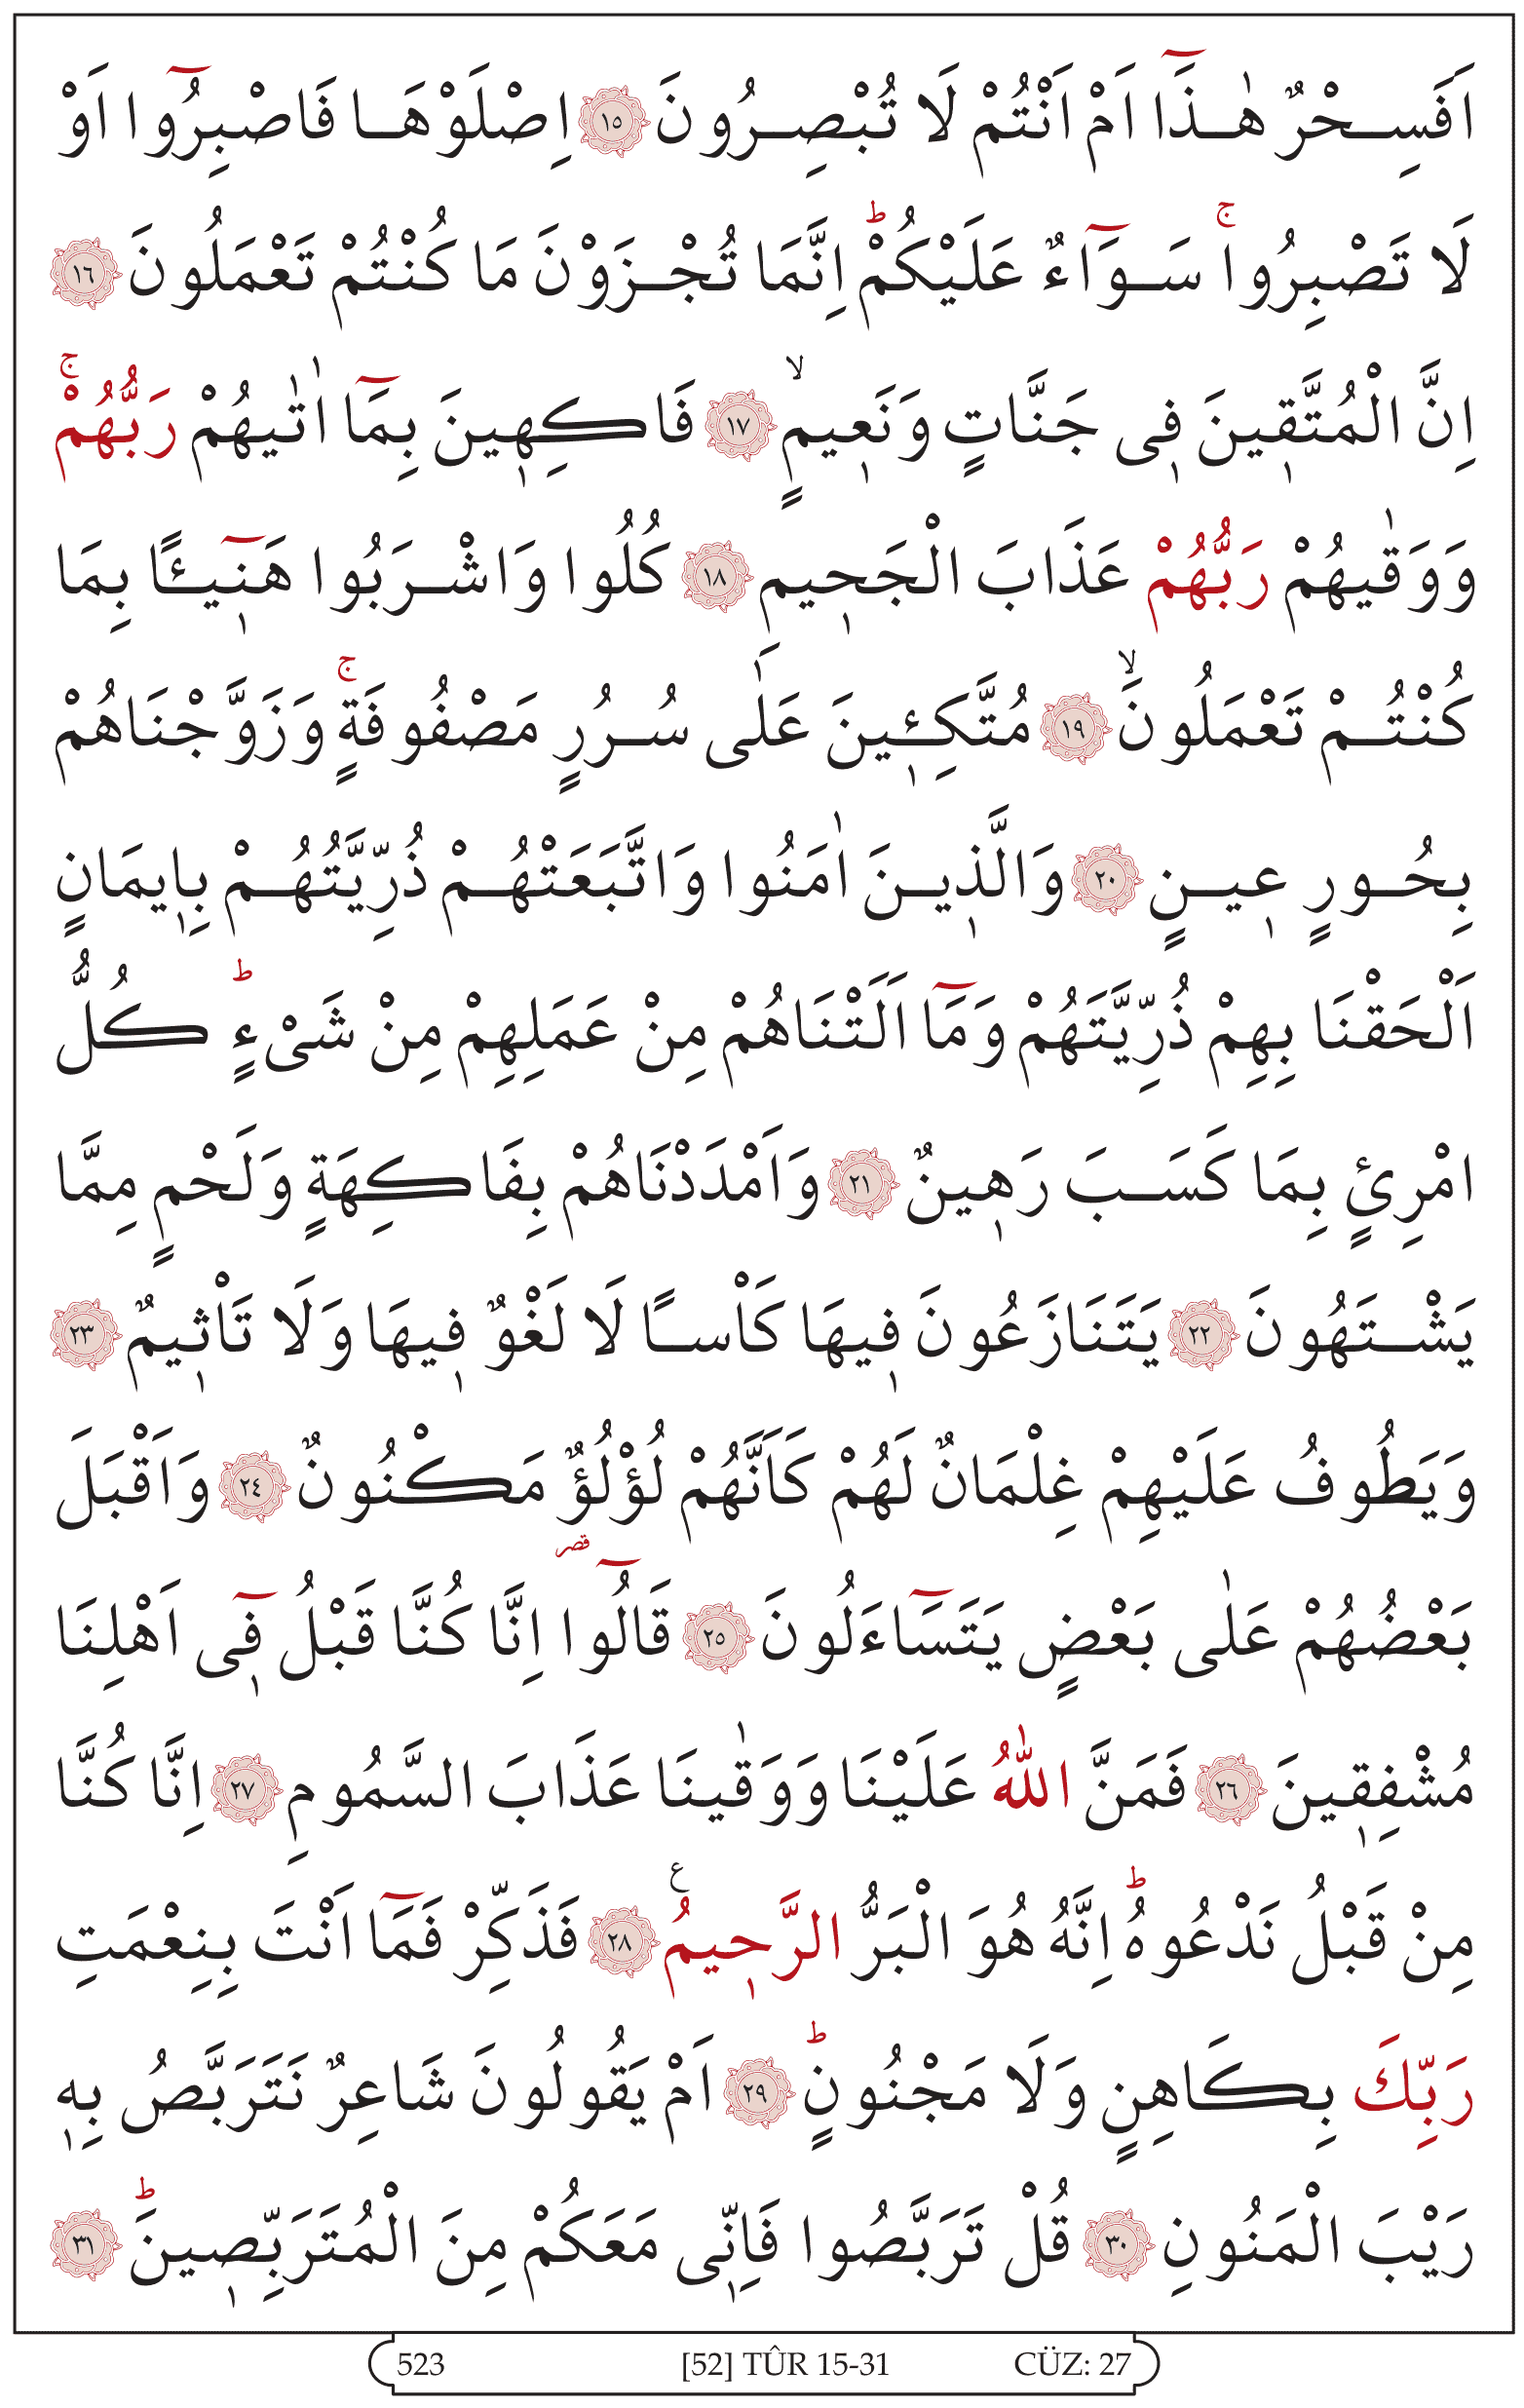 اَفَسِحْرٌ هٰذَٓا اَمْ اَنْتُمْ لَا تُبْصِرُونَ ﴿١٥﴾ اِصْلَوْهَا فَاصْبِرُٓوا اَوْ
لَا تَصْبِرُواۚ سَوَٓاءٌ عَلَيْكُمْؕ اِنَّمَا تُجْزَوْنَ مَا كُنْتُمْ تَعْمَلُونَ ﴿١٦﴾
اِنَّ الْمُتَّقٖينَ فٖى جَنَّاتٍ وَنَعٖيمٍۙ ﴿١٧﴾ فَاكِهٖينَ بِمَٓا اٰتٰيهُمْ رَبُّهُمْۚ
وَوَقٰيهُمْ رَبُّهُمْ عَذَابَ الْجَحٖيمِ ﴿١٨﴾ كُلُوا وَاشْرَبُوا هَنٖٓيـًٔا بِمَا
كُنْتُمْ تَعْمَلُونَۙ ﴿١٩﴾ مُتَّكِـٖٔينَ عَلٰى سُرُرٍ مَصْفُوفَةٍۚ وَزَوَّجْنَاهُمْ
بِحُورٍ عٖينٍ ﴿٢٠﴾ وَالَّذٖينَ اٰمَنُوا وَاتَّبَعَتْهُمْ ذُرِّيَّتُهُمْ بِاٖيمَانٍ
اَلْحَقْنَا بِهِمْ ذُرِّيَّتَهُمْ وَمَٓا اَلَتْنَاهُمْ مِنْ عَمَلِهِمْ مِنْ شَىْءٍؕ كُلُّ
امْرِئٍ بِمَا كَسَبَ رَهٖينٌ ﴿٢١﴾ وَاَمْدَدْنَاهُمْ بِفَاكِهَةٍ وَلَحْمٍ مِمَّا
يَشْتَهُونَ ﴿٢٢﴾ يَتَنَازَعُونَ فٖيهَا كَاْسًا لَا لَغْوٌ فٖيهَا وَلَا تَاْثٖيمٌ ﴿٢٣﴾
وَيَطُوفُ عَلَيْهِمْ غِلْمَانٌ لَهُمْ كَاَنَّهُمْ لُؤْلُؤٌ مَكْنُونٌ ﴿٢٤﴾ وَاَقْبَلَ
بَعْضُهُمْ عَلٰى بَعْضٍ يَتَسَٓاءَلُونَ ﴿٢٥﴾ قَالُٓوا قصر اِنَّا كُنَّا قَبْلُ فٖٓى اَهْلِنَا
مُشْفِقٖينَ ﴿٢٦﴾ فَمَنَّ اللّٰهُ عَلَيْنَا وَوَقٰينَا عَذَابَ السَّمُومِ ﴿٢٧﴾ اِنَّا كُنَّا
مِنْ قَبْلُ نَدْعُوهُؕ اِنَّهُ هُوَ الْبَرُّ الرَّحٖيمُ ع ﴿٢٨﴾ فَذَكِّرْ فَمَٓا اَنْتَ بِنِعْمَتِ
رَبِّكَ بِكَاهِنٍ وَلَا مَجْنُونٍؕ ﴿٢٩﴾ اَمْ يَقُولُونَ شَاعِرٌ نَتَرَبَّصُ بِهٖ
رَيْبَ الْمَنُونِ ﴿٣٠﴾ قُلْ تَرَبَّصُوا فَاِنّٖى مَعَكُمْ مِنَ الْمُتَرَبِّصٖينَؕ ﴿٣١﴾
523 [52] TÛR 15-31 CÜZ: 27